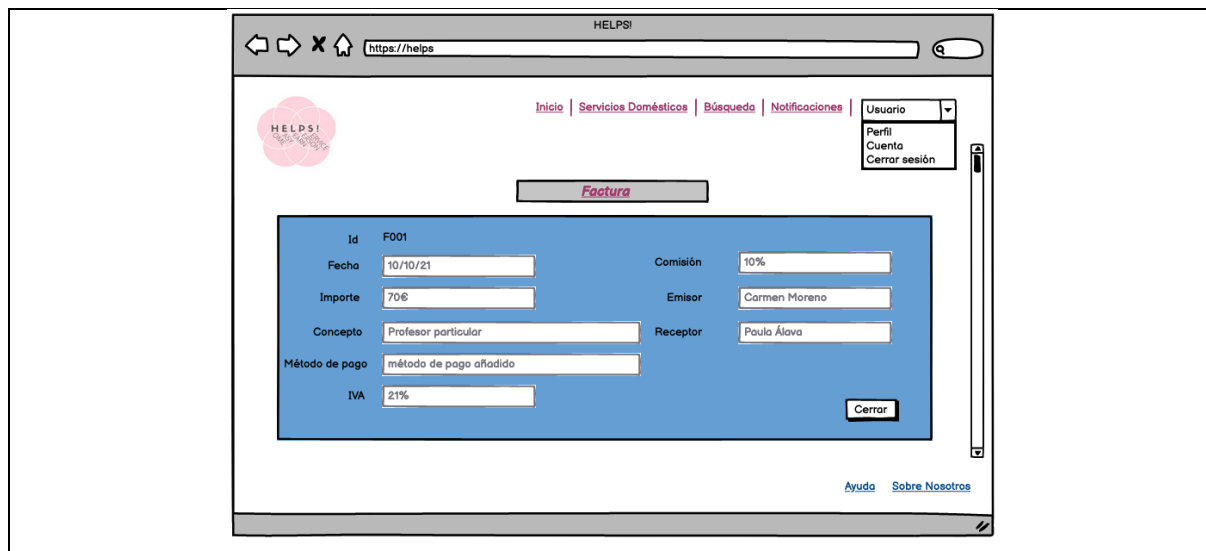 HELPS!
https://helps
Inicio Servicios Domésticos Búsqueda Notificaciones Usuario
Perfil
Cuenta
Cerrar sesión
HELPS!
Factura
Id F001
Fecha 10/10/21 Comisión 10%
Importe 70€ Emisor Carmen Moreno
Concepto Profesor particular Receptor Paula Álava
Método de pago método de pago añadido
IVA 21%
Cerrar
Ayuda Sobre Nosotros